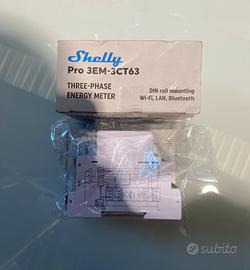 Shelly
Pro 3EM-3CT63
THREE-PHASE
ENERGY METER
DIN rail mounting
Wi-Fi, LAN, Bluetooth
subito